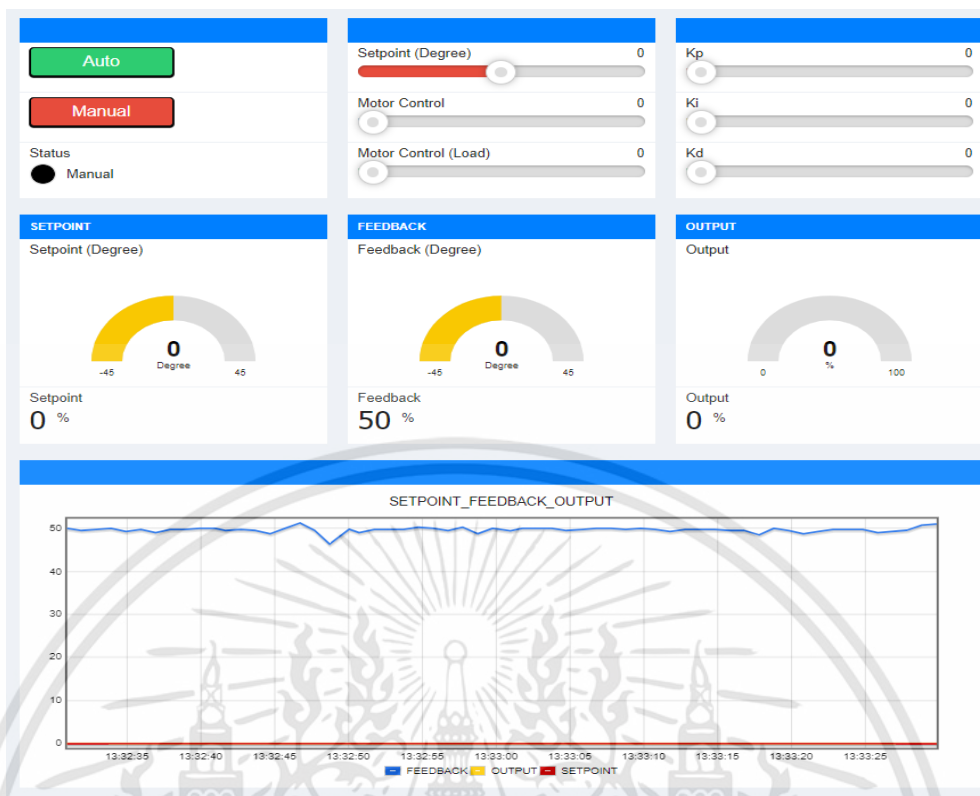 Auto
Manual
Status
Manual
Setpoint (Degree) 0
Motor Control 0
Motor Control (Load) 0
Kp 0
Ki 0
Kd 0
SETPOINT
Setpoint (Degree)
0
Degree
-45 45
Setpoint
0 %
FEEDBACK
Feedback (Degree)
0
Degree
-45 45
Feedback
50 %
OUTPUT
Output
0
%
0 100
Output
0 %
SETPOINT_FEEDBACK_OUTPUT
50
40
30
20
10
0
13:32:35 13:32:40 13:32:45 13:32:50 13:32:55 13:33:00 13:33:05 13:33:10 13:33:15 13:33:20 13:33:25
FEEDBACK OUTPUT SETPOINT